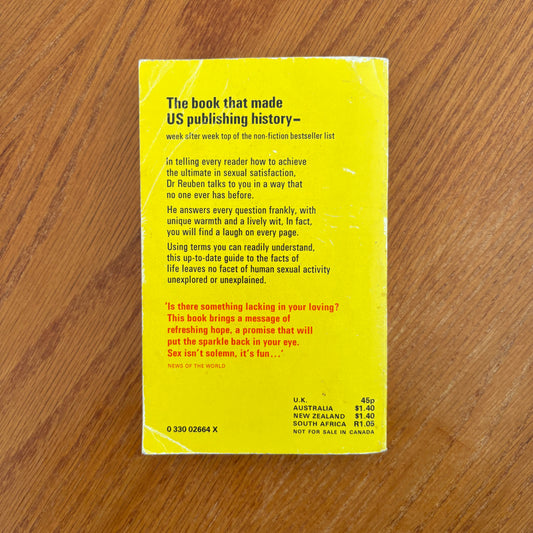 The book that made
US publishing history–
week after week top of the non-fiction bestseller list
In telling every reader how to achieve
the ultimate in sexual satisfaction,
Dr Reuben talks to you in a way that
no one ever has before.
He answers every question frankly, with
unique warmth and a lively wit, In fact,
you will find a laugh on every page.
Using terms you can readily understand,
this up-to-date guide to the facts of
life leaves no facet of human sexual activity
unexplored or unexplained.
'Is there something lacking in your loving?
This book brings a message of
refreshing hope, a promise that will
put the sparkle back in your eye.
Sex isn't solemn, it's fun...'
NEWS OF THE WORLD
U.K. 45p
AUSTRALIA $1.40
NEW ZEALAND $1.40
SOUTH AFRICA R1.05
NOT FOR SALE IN CANADA
0 330 02664 X